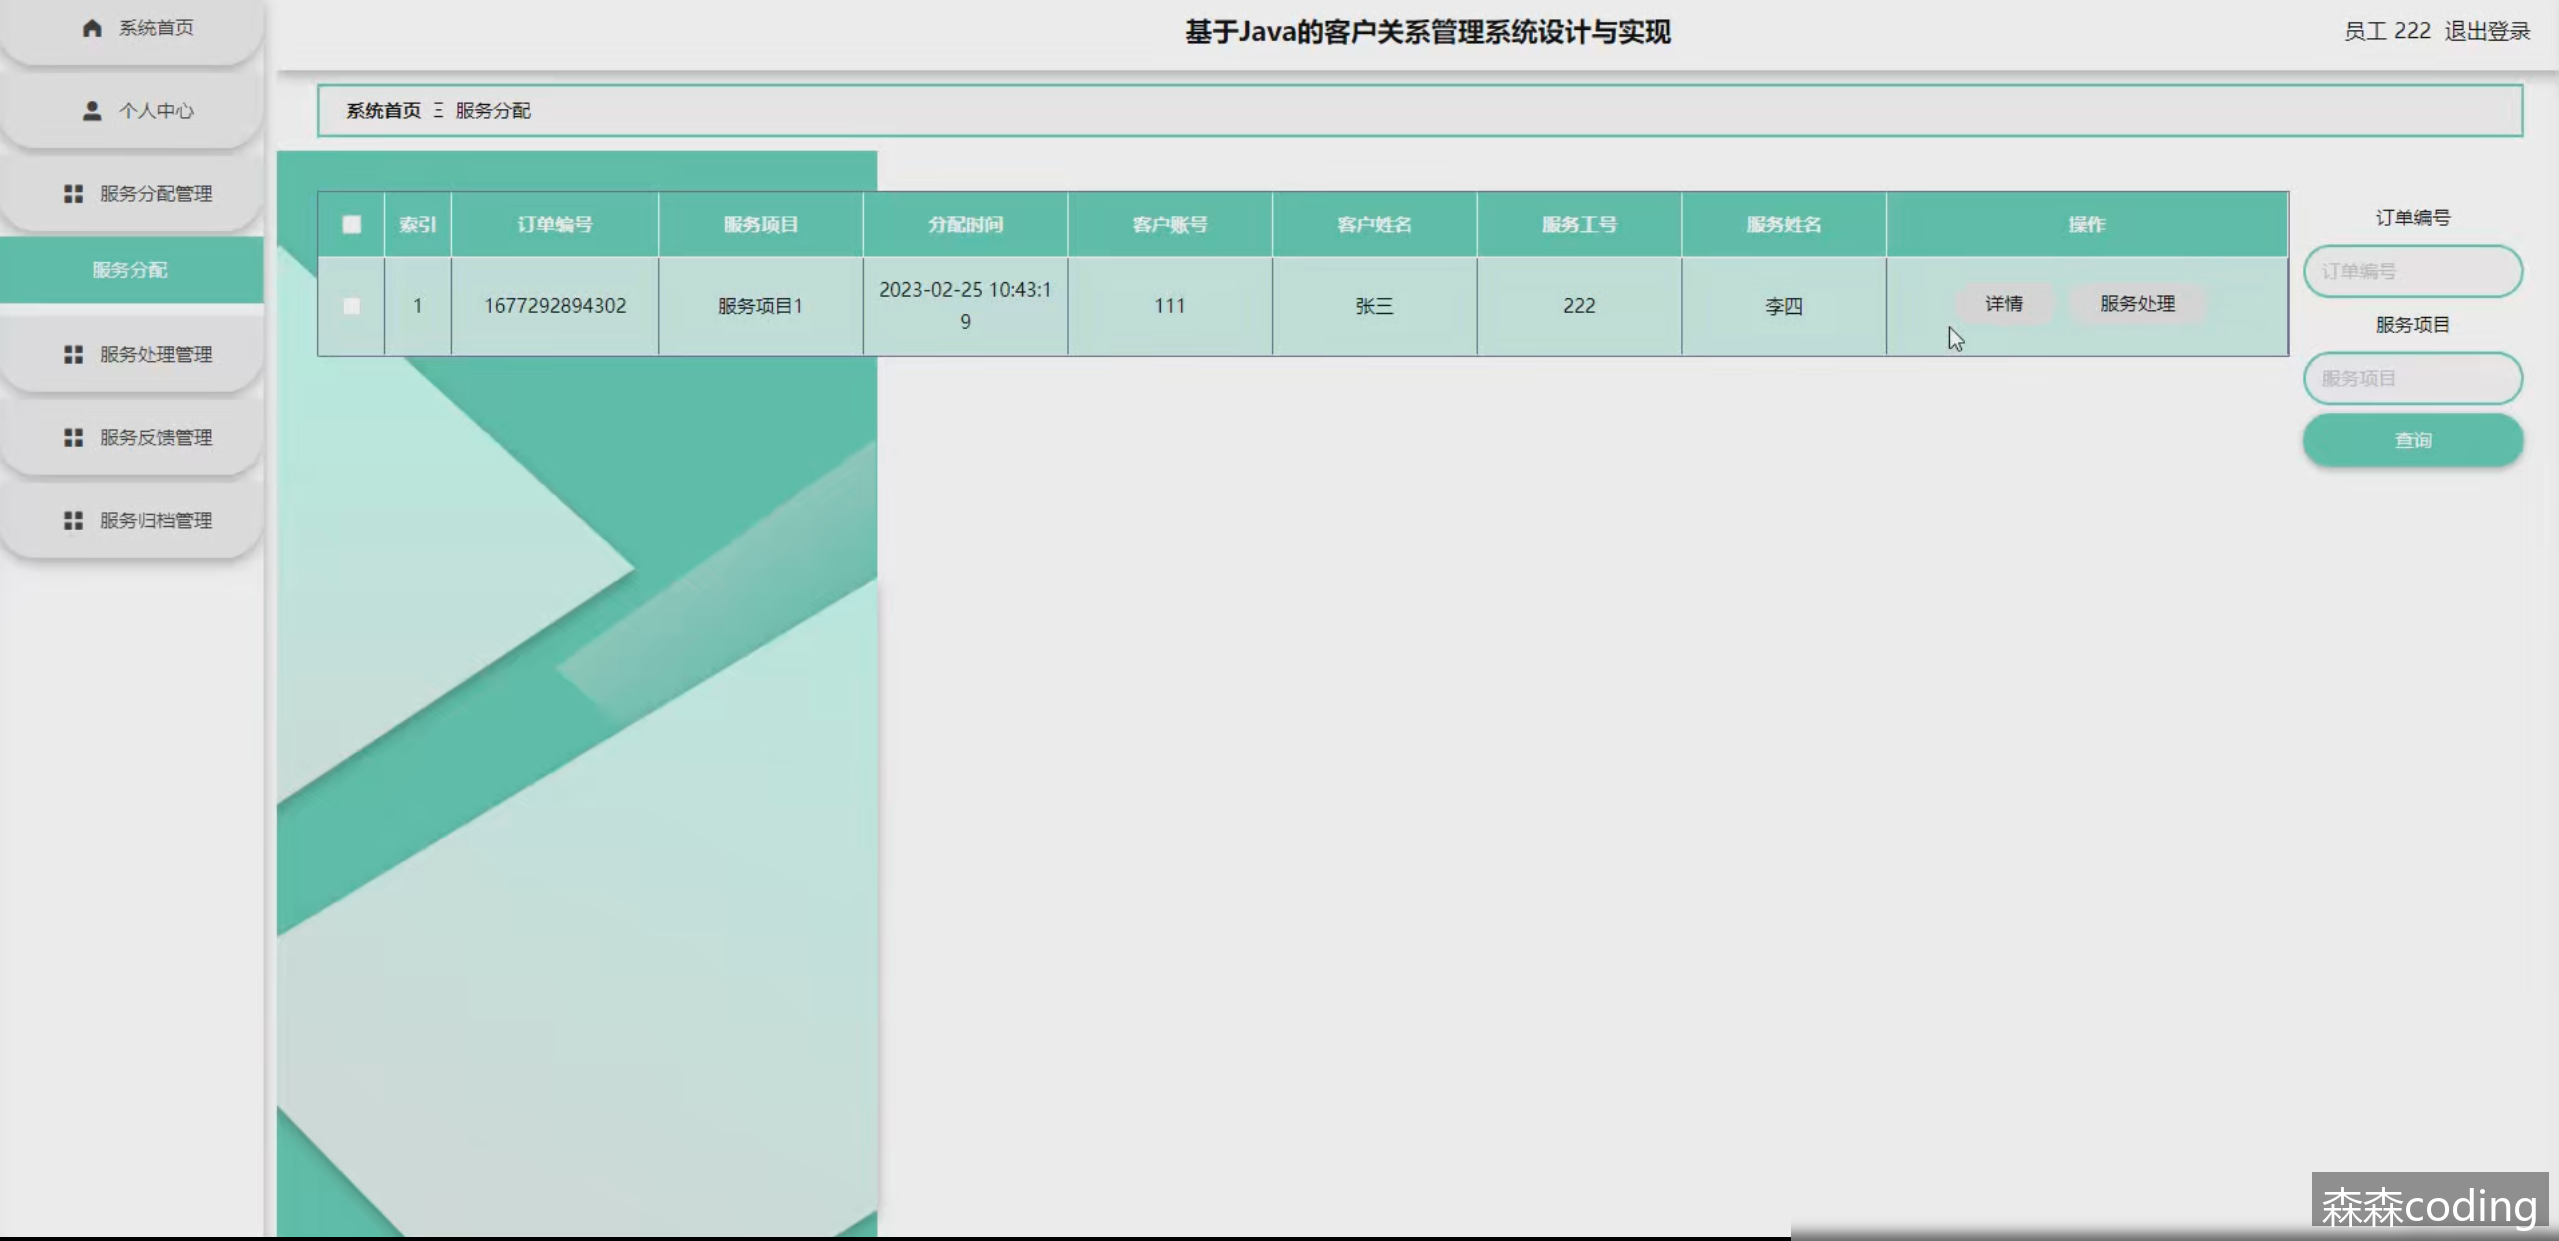 系统首页
个人中心
服务分配管理
服务分配
服务处理管理
服务反馈管理
服务归档管理
基于Java的客户关系管理系统设计与实现
员工 222 退出登录
系统首页 Ξ 服务分配
索引 订单编号 服务项目 分配时间 客户账号 客户姓名 服务工号 服务姓名 操作
1 1677292894302 服务项目1 2023-02-25 10:43:1
9 111 张三 222 李四 详情 服务处理
订单编号
订单编号
服务项目
服务项目
查询
森森coding